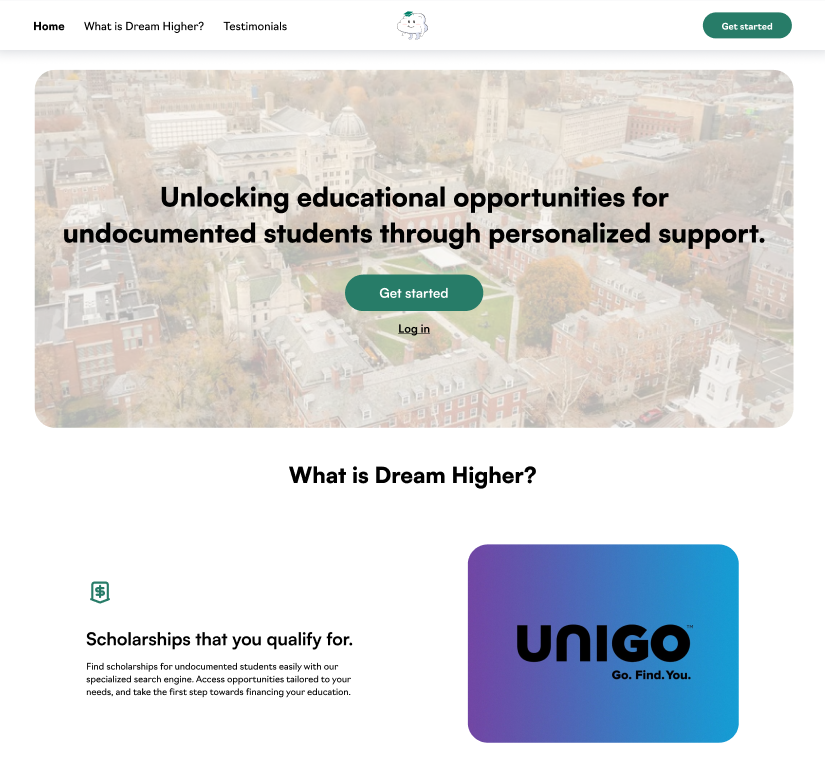 Home
What is Dream Higher?
Testimonials
Get started
Unlocking educational opportunities for
undocumented students through personalized support.
Get started
Log in
What is Dream Higher?
Scholarships that you qualify for.
Find scholarships for undocumented students easily with our
specialized search engine. Access opportunities tailored to your
needs, and take the first step towards financing your education.
UNIGO™
Go. Find. You.